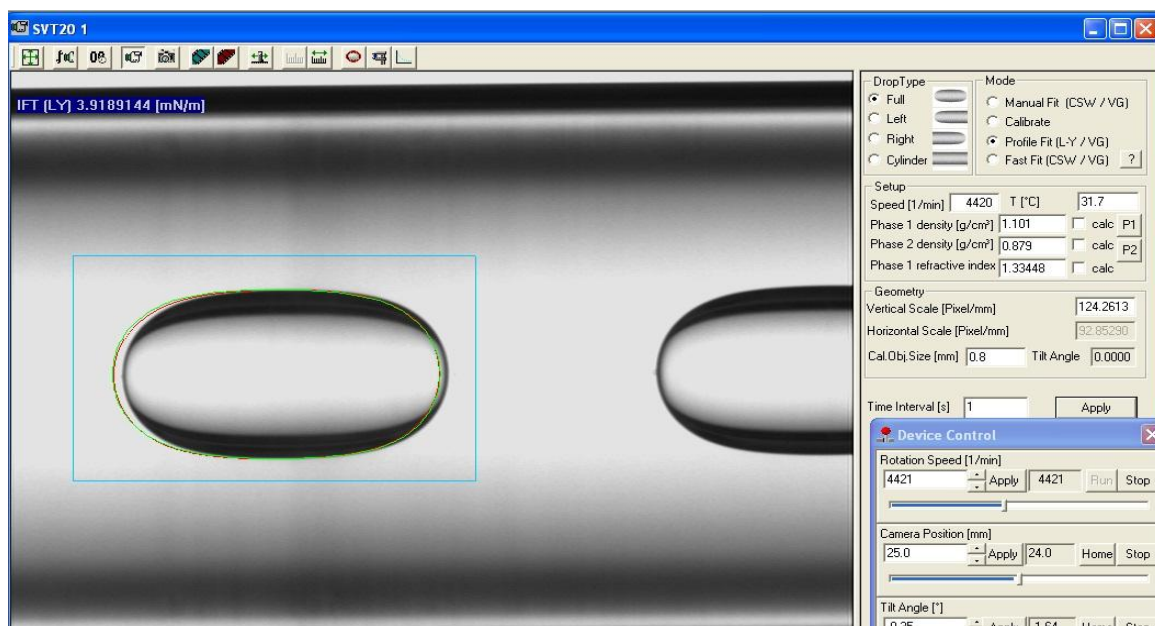 SVT20 1
IFT (LY) 3.9189144 [mN/m]
DropType
Full
Left
Right
Cylinder
Mode
Manual Fit (CSW / VG)
Calibrate
Profile Fit (L-Y / VG)
Fast Fit (CSW / VG) ?
Setup
Speed [1/min] 4420 T [°C] 31.7
Phase 1 density [g/cm³] 1.101 calc P1
Phase 2 density [g/cm³] 0.879 calc P2
Phase 1 refractive index 1.33448 calc
Geometry
Vertical Scale [Pixel/mm] 124.2613
Horizontal Scale [Pixel/mm] 92.85290
Cal.Obj.Size [mm] 0.8 Tilt Angle 0.0000
Time Interval [s] 1 Apply
Device Control
Rotation Speed [1/min]
4421 Apply 4421 Run Stop
Camera Position [mm]
25.0 Apply 24.0 Home Stop
Tilt Angle [°]
Apply Home Stop